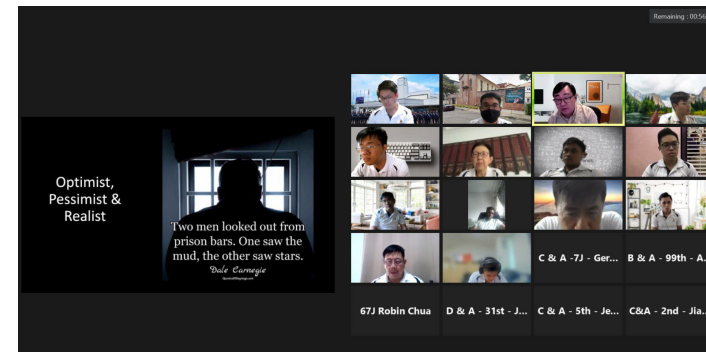 Remaining : 00:56
Optimist,
Pessimist &
Realist
Two men looked out from
prison bars. One saw the
mud, the other saw stars.
Dale Carnegie
C & A -7J - Ger...
B & A - 99th - A..
67J Robin Chua
D & A - 31st - J...
C & A - 5th - Je...
C&A - 2nd - Jia..